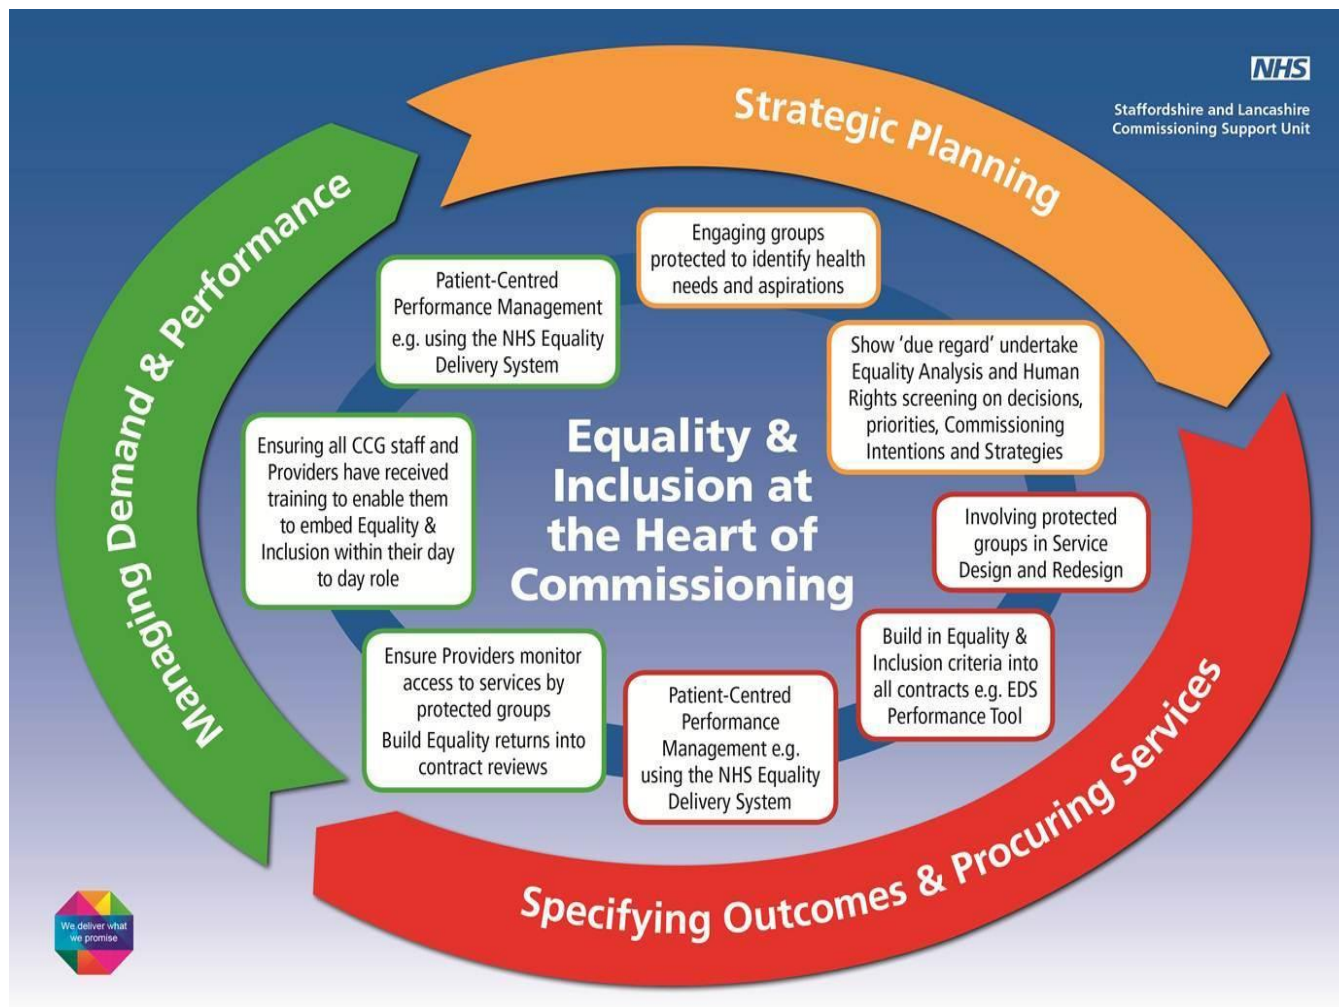 NHS
Staffordshire and Lancashire
Commissioning Support Unit
Strategic Planning
Engaging groups
protected to identify health
needs and aspirations
Show ‘due regard’ undertake
Equality Analysis and Human
Rights screening on decisions,
priorities, Commissioning
Intentions and Strategies
Specifying Outcomes & Procuring Services
Involving protected
groups in Service
Design and Redesign
Build in Equality &
Inclusion criteria into
all contracts e.g. EDS
Performance Tool
Patient-Centred
Performance
Management e.g.
using the NHS Equality
Delivery System
Managing Demand & Performance
Ensure Providers monitor
access to services by
protected groups
Build Equality returns into
contract reviews
Ensuring all CCG staff and
Providers have received
training to enable them
to embed Equality &
Inclusion within their day
to day role
Patient-Centred
Performance Management
e.g. using the NHS Equality
Delivery System
Equality &
Inclusion at
the Heart of
Commissioning
We deliver what
we promise